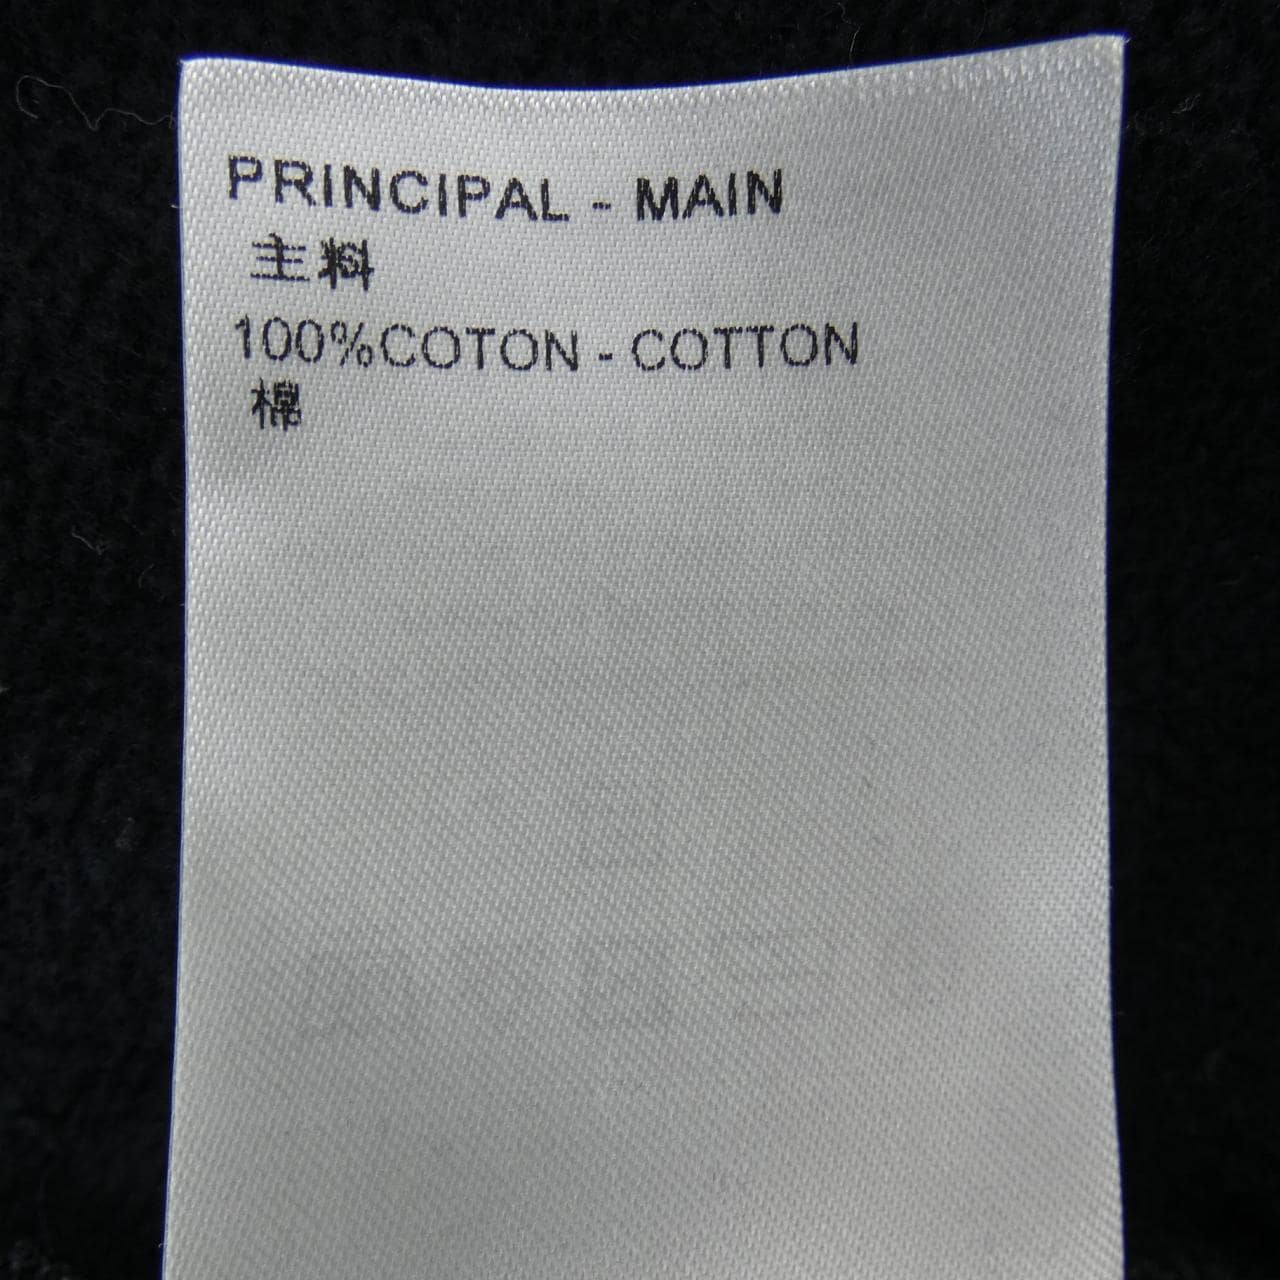 PRINCIPAL - MAIN
主料
100%COTON - COTTON
棉